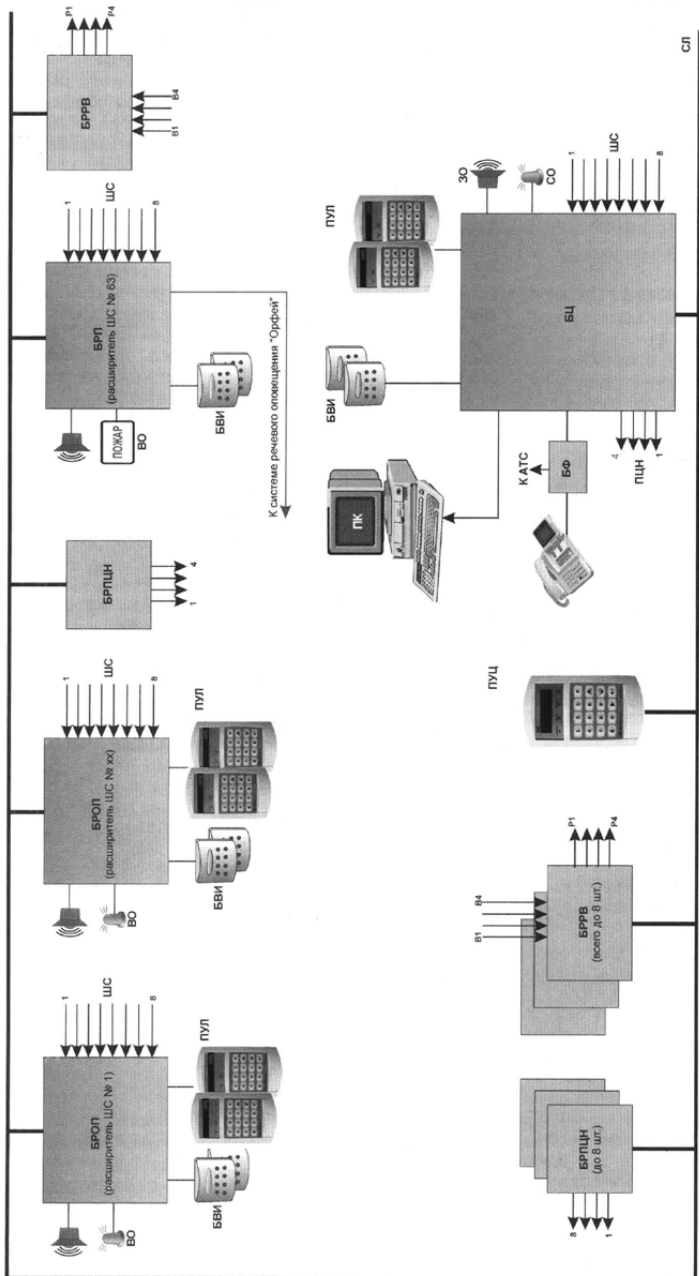 БРОП
(расширитель ШС № 1)
1
ШС
8
ВО
БВИ
ПУЛ
БРОП
(расширитель ШС № хх)
1
ШС
8
ВО
БВИ
ПУЛ
БРПЦН
1
4
БРП
(расширитель ШС № 63)
1
ШС
8
ПОЖАР
ВО
БВИ
К системе речевого оповещения "Орфей"
БРРВ
Р1
Р4
В1
В4
БРПЦН
(до 8 шт.)
8
1
БРРВ
(всего до 8 шт.)
В1
В4
Р1
Р4
ПУЦ
ПК
К АТС
БФ
4
ПЦН
1
БВИ
ПУЛ
БЦ
ЗО
СО
1
ШС
8
СЛ